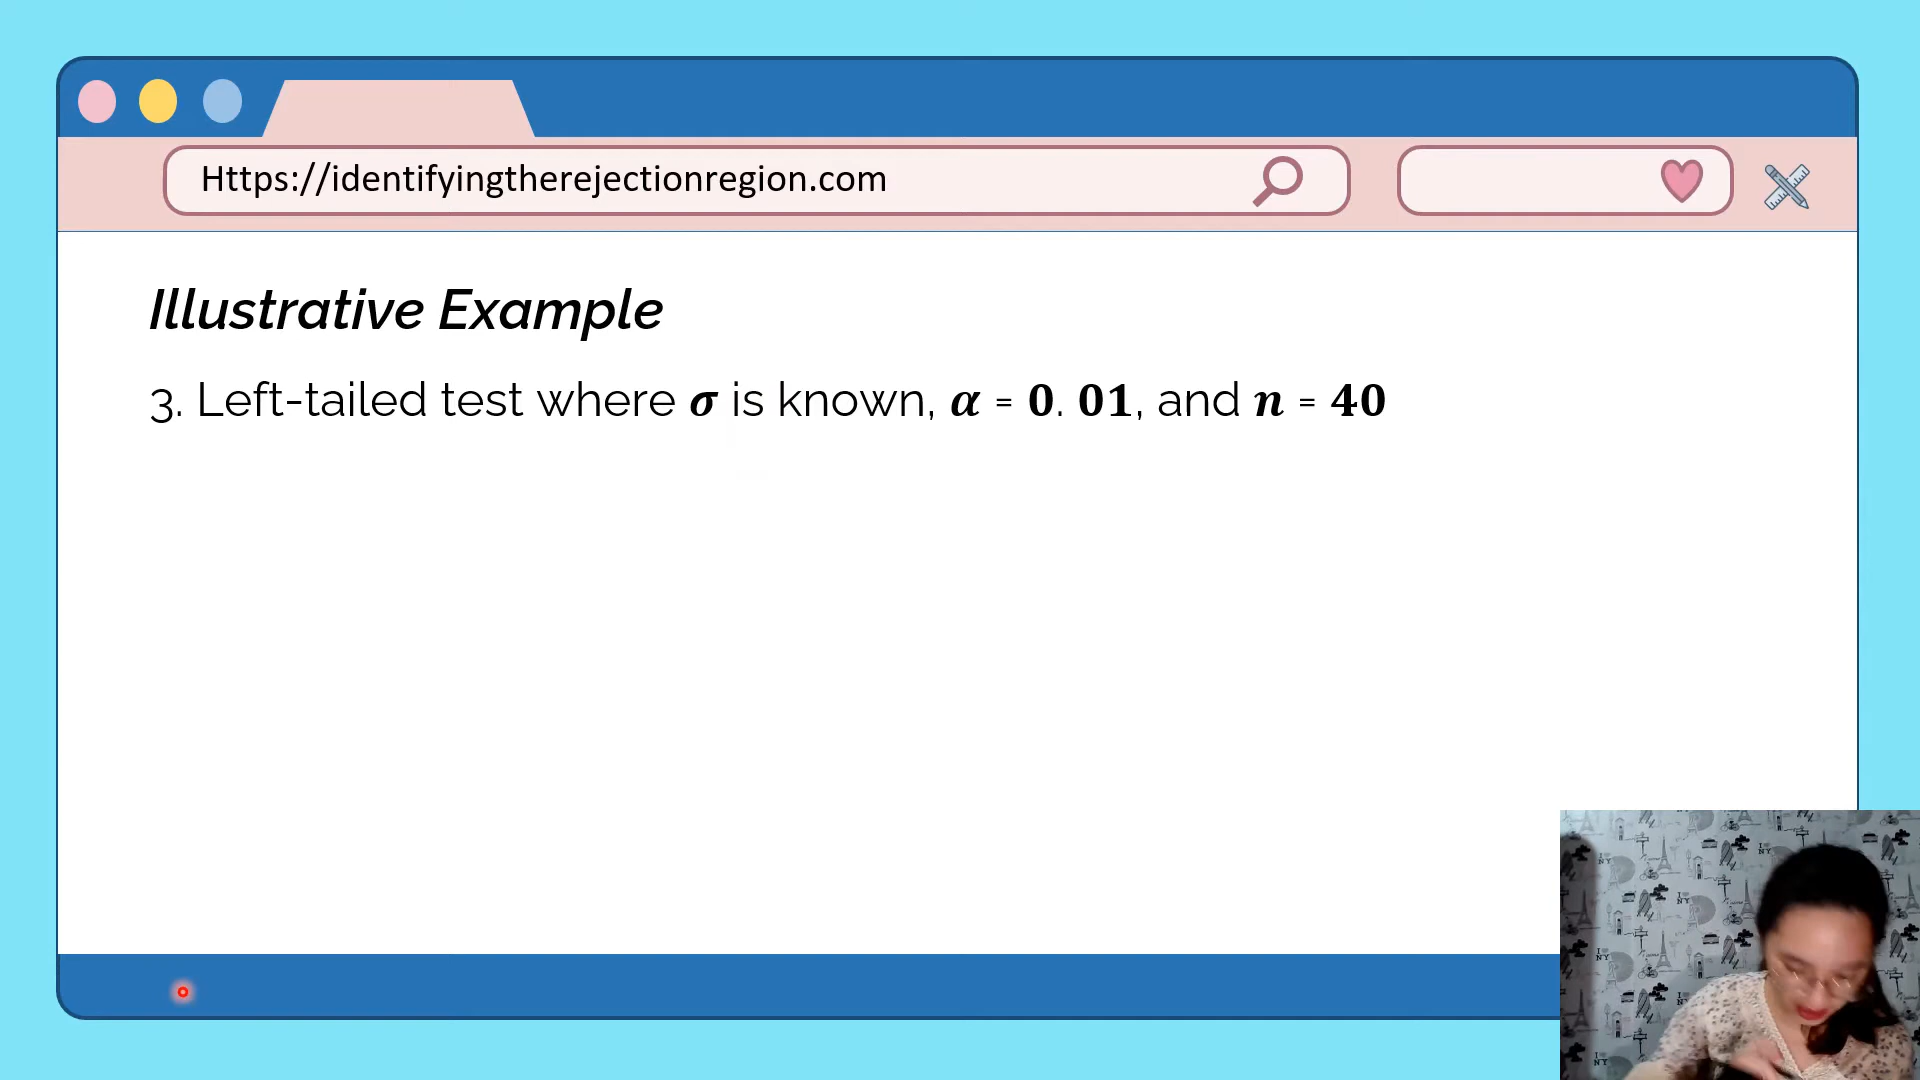 Https://identifyingtherejectionregion.com
Illustrative Example
3. Left-tailed test where σ is known, α = 0. 01, and n = 40